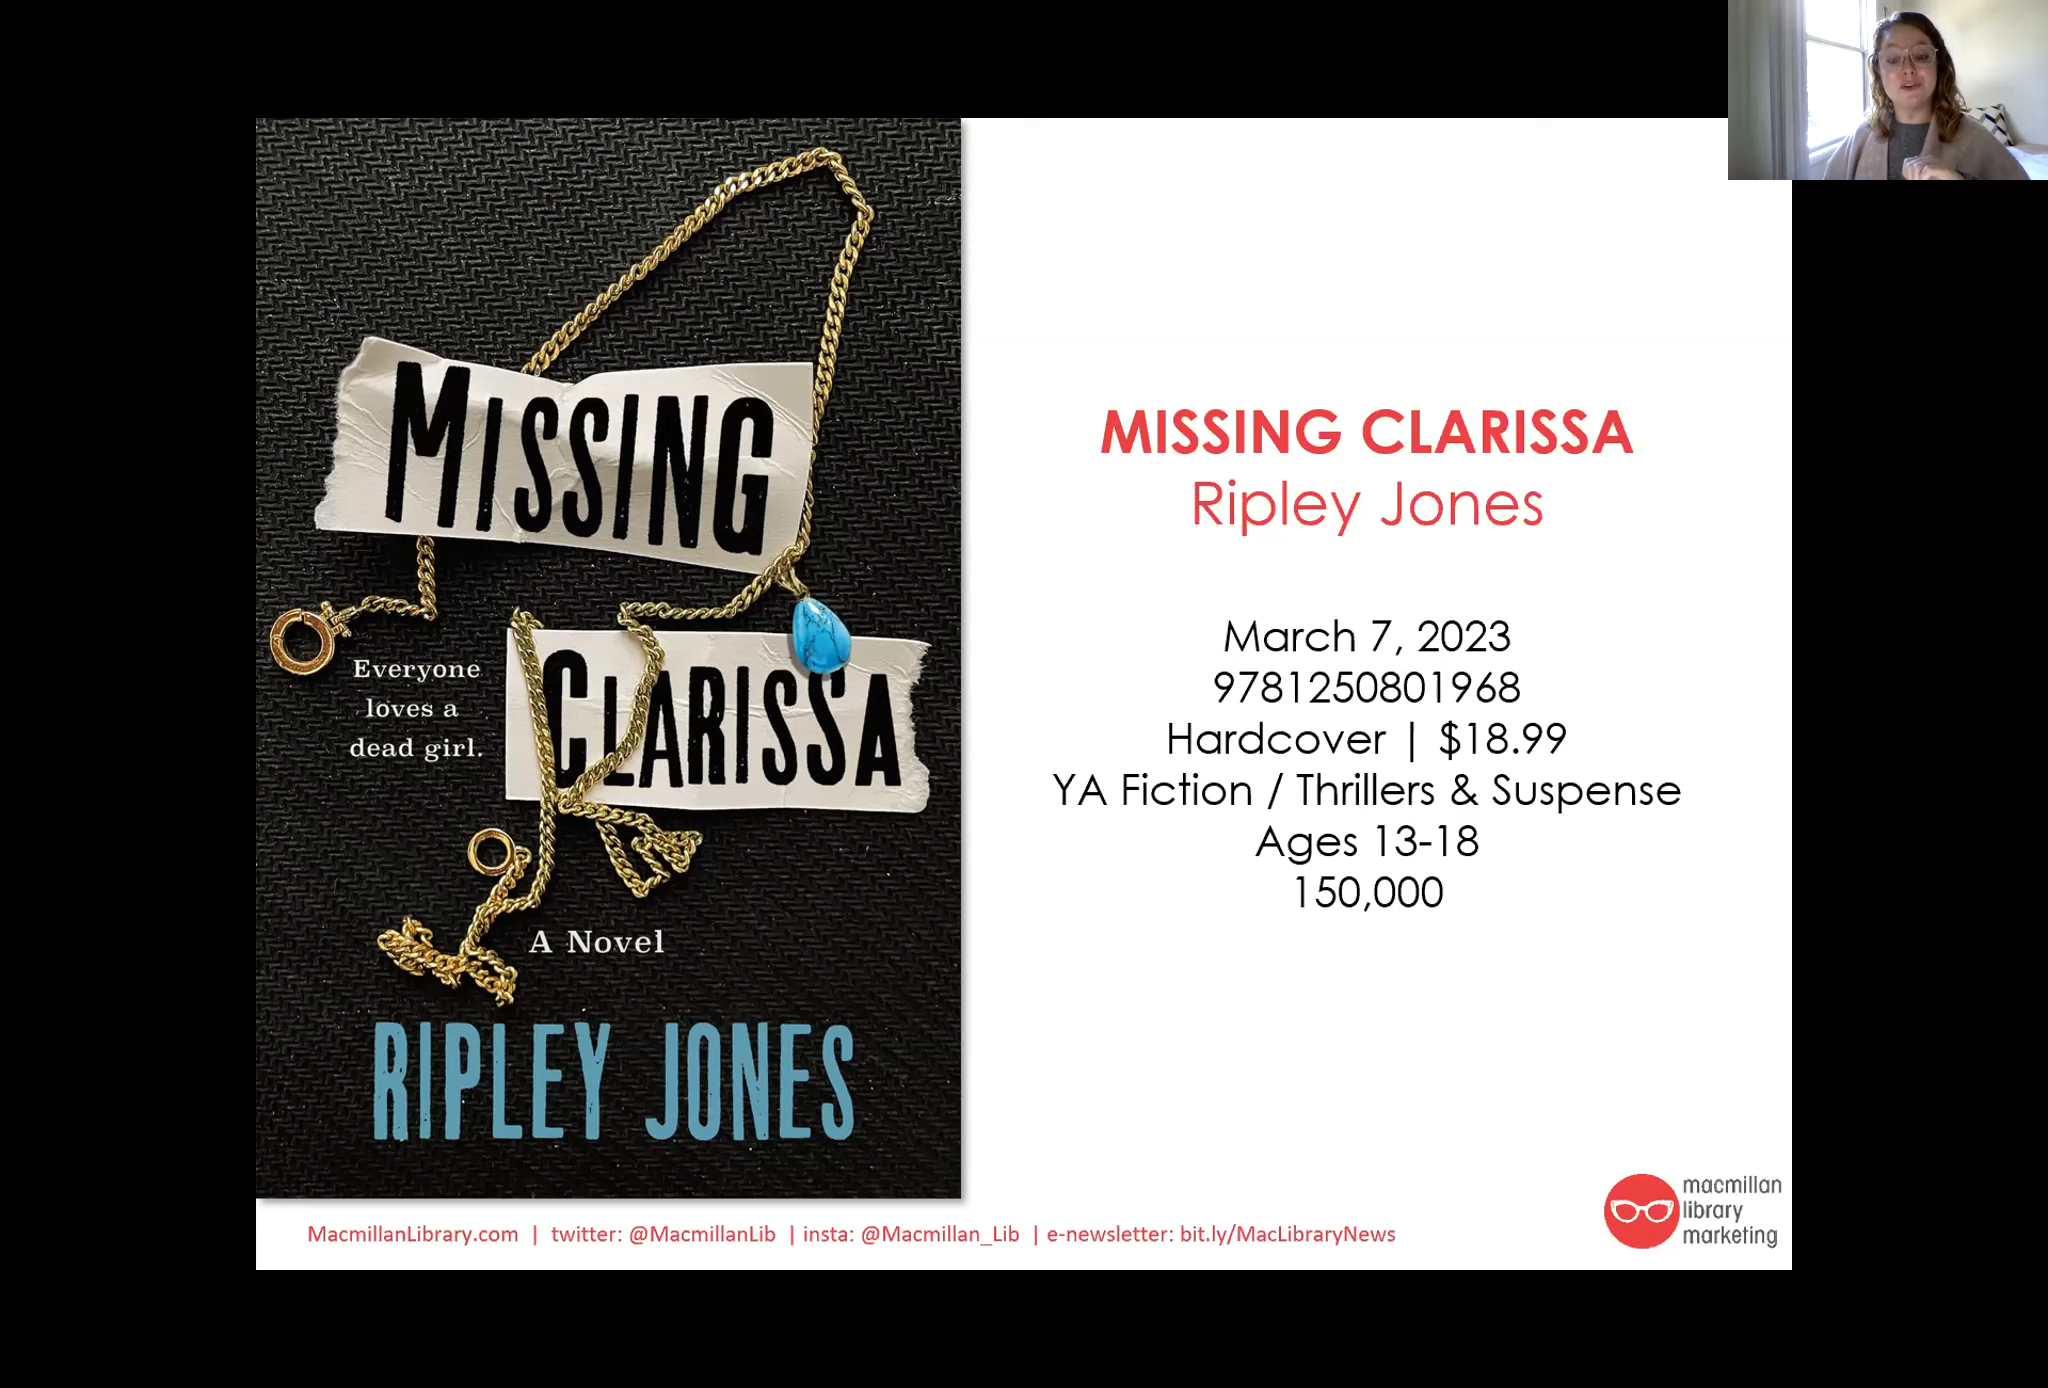 MISSING
Everyone
loves a
dead girl.
CLARISSA
A Novel
RIPLEY JONES
MISSING CLARISSA
Ripley Jones
March 7, 2023
9781250801968
Hardcover | $18.99
YA Fiction / Thrillers & Suspense
Ages 13-18
150,000
MacmillanLibrary.com | twitter: @MacmillanLib | insta: @Macmillan_Lib | e-newsletter: bit.ly/MacLibraryNews
macmillan
library
marketing